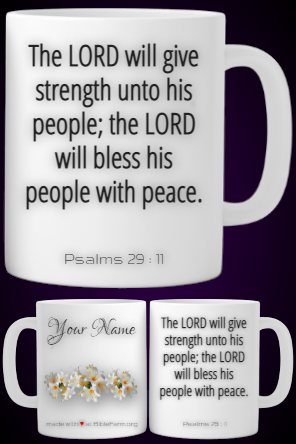 The LORD will give
strength unto his
people; the LORD
will bless his
people with peace.
Psalms 29 : 11
Your Name
made with at BibleFarm.org
The LORD will give
strength unto his
people; the LORD
will bless his
people with peace.
Psalms 29 : 11